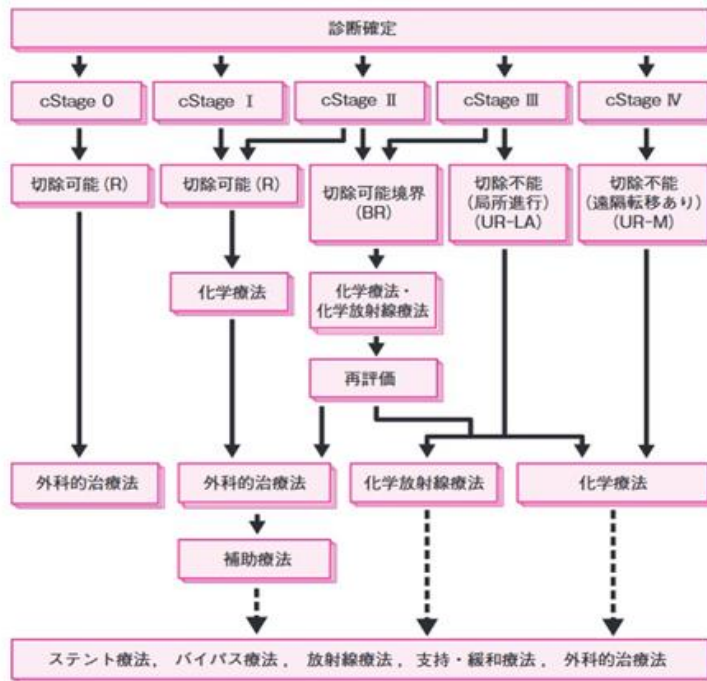 診断確定
cStage 0
cStage Ⅰ
cStage Ⅱ
cStage Ⅲ
cStage Ⅳ
切除可能(R)
切除可能(R)
切除可能境界
(BR)
切除不能
(局所進行)
(UR-LA)
切除不能
(遠隔転移あり)
(UR-M)
化学療法
化学療法・
化学放射線療法
再評価
外科的治療法
外科的治療法
化学放射線療法
化学療法
補助療法
ステント療法, バイパス療法, 放射線療法, 支持・緩和療法, 外科的治療法